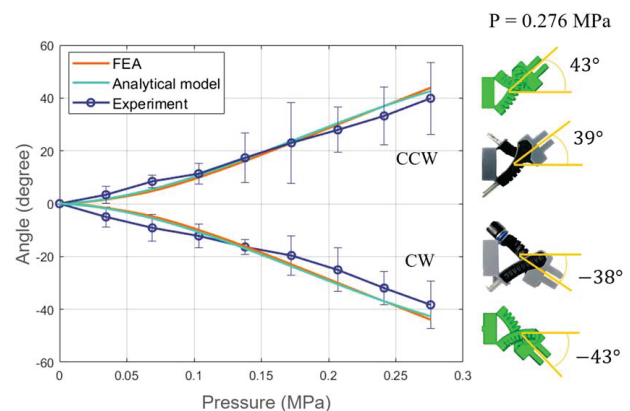 P = 0.276 MPa
60
40
20
0
-20
-40
-60
Angle (degree)
FEA
Analytical model
Experiment
CCW
CW
0
0.05
0.1
0.15
0.2
0.25
0.3
Pressure (MPa)
43°
39°
−38°
−43°